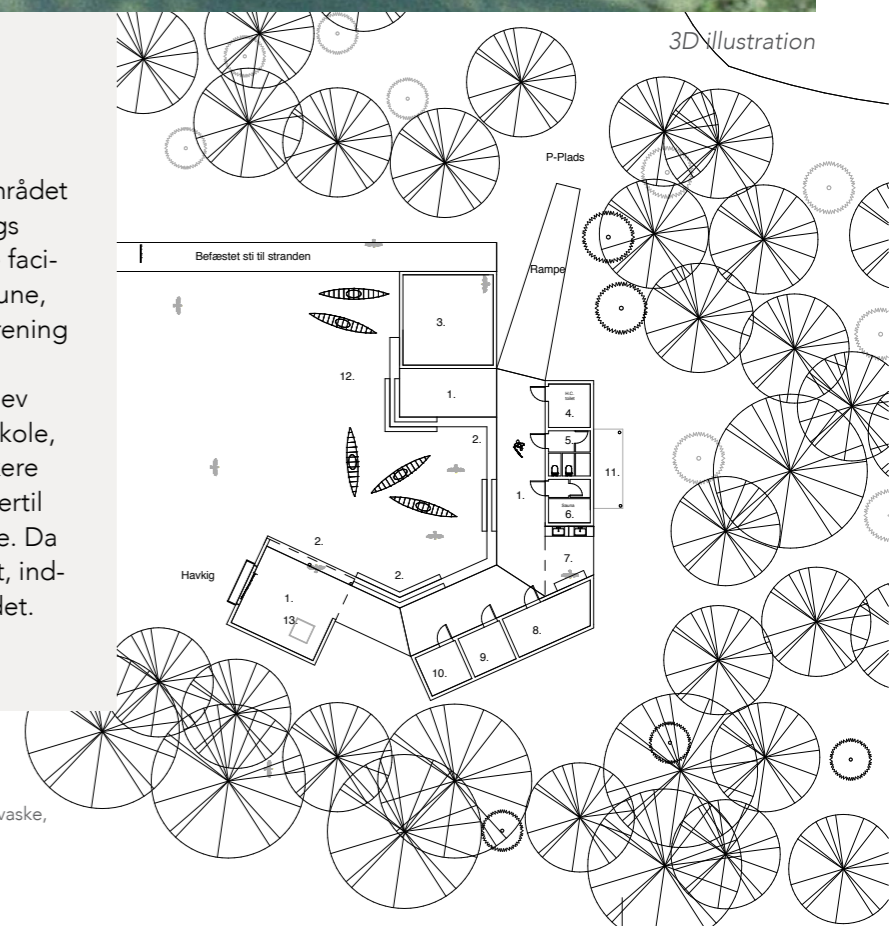 3D illustration
nrådet
gs
faci-
une,
rening
ev
kole,
ere
ertil
e. Da
t, ind-
det.
vaske,
P-Plads
Befæstet sti til stranden
Rampe
3.
12.
1.
H.C.
toilet
4.
2.
5.
11.
1.
Sauna
6.
2.
7.
Havkig
2.
1.
13.
8.
9.
10.